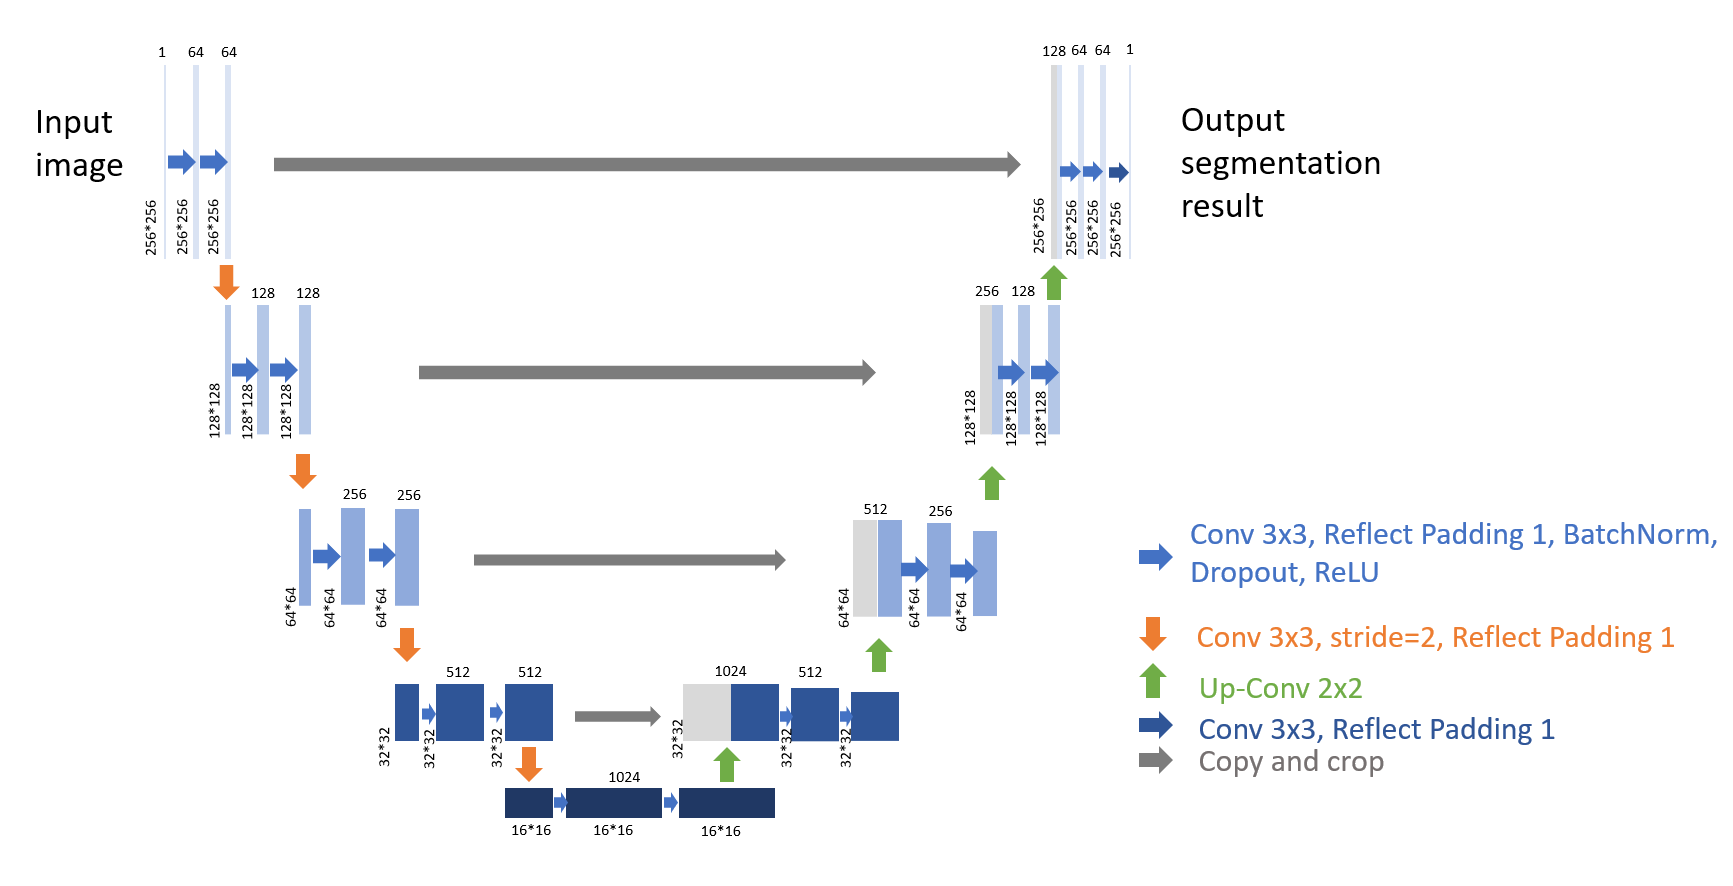 1 64 64
128 64 64 1
Input
image
Output
segmentation
result
256*256 256*256 256*256
256*256 256*256 256*256 256*256
128 128
256 128
128*128 128*128 128*128
128*128 128*128 128*128
256 256
512 256
64*64 64*64 64*64
64*64 64*64 64*64
Conv 3x3, Reflect Padding 1, BatchNorm,
Dropout, ReLU
Conv 3x3, stride=2, Reflect Padding 1
Up-Conv 2x2
Conv 3x3, Reflect Padding 1
Copy and crop
512 512
1024 512
32*32 32*32 32*32
32*32 32*32 32*32
1024
16*16 16*16 16*16